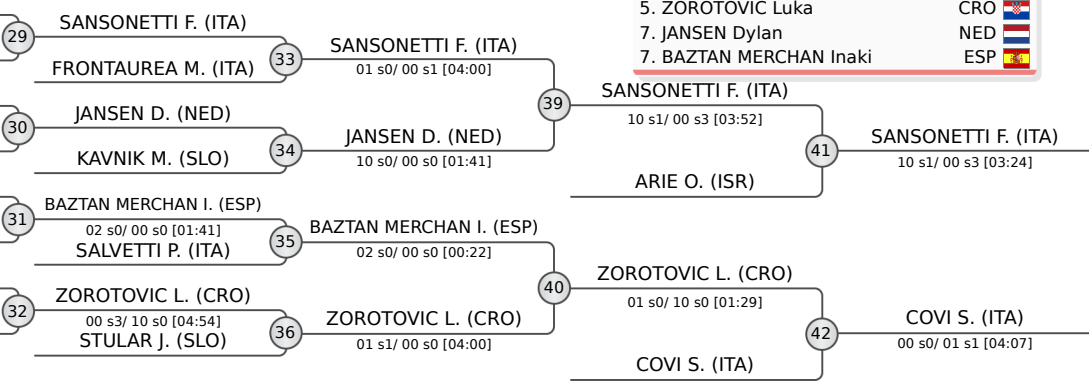 5. ZOROTOVIC Luka CRO
7. JANSEN Dylan NED
7. BAZTAN MERCHAN Inaki ESP
29
SANSONETTI F. (ITA)
FRONTAUREA M. (ITA)
33
SANSONETTI F. (ITA)
01 s0/ 00 s1 [04:00]
30
JANSEN D. (NED)
KAVNIK M. (SLO)
34
JANSEN D. (NED)
10 s0/ 00 s0 [01:41]
39
SANSONETTI F. (ITA)
10 s1/ 00 s3 [03:52]
ARIE O. (ISR)
41
SANSONETTI F. (ITA)
10 s1/ 00 s3 [03:24]
31
BAZTAN MERCHAN I. (ESP)
02 s0/ 00 s0 [01:41]
SALVETTI P. (ITA)
35
BAZTAN MERCHAN I. (ESP)
02 s0/ 00 s0 [00:22]
32
ZOROTOVIC L. (CRO)
00 s3/ 10 s0 [04:54]
STULAR J. (SLO)
36
ZOROTOVIC L. (CRO)
01 s1/ 00 s0 [04:00]
40
ZOROTOVIC L. (CRO)
01 s0/ 10 s0 [01:29]
COVI S. (ITA)
42
COVI S. (ITA)
00 s0/ 01 s1 [04:07]